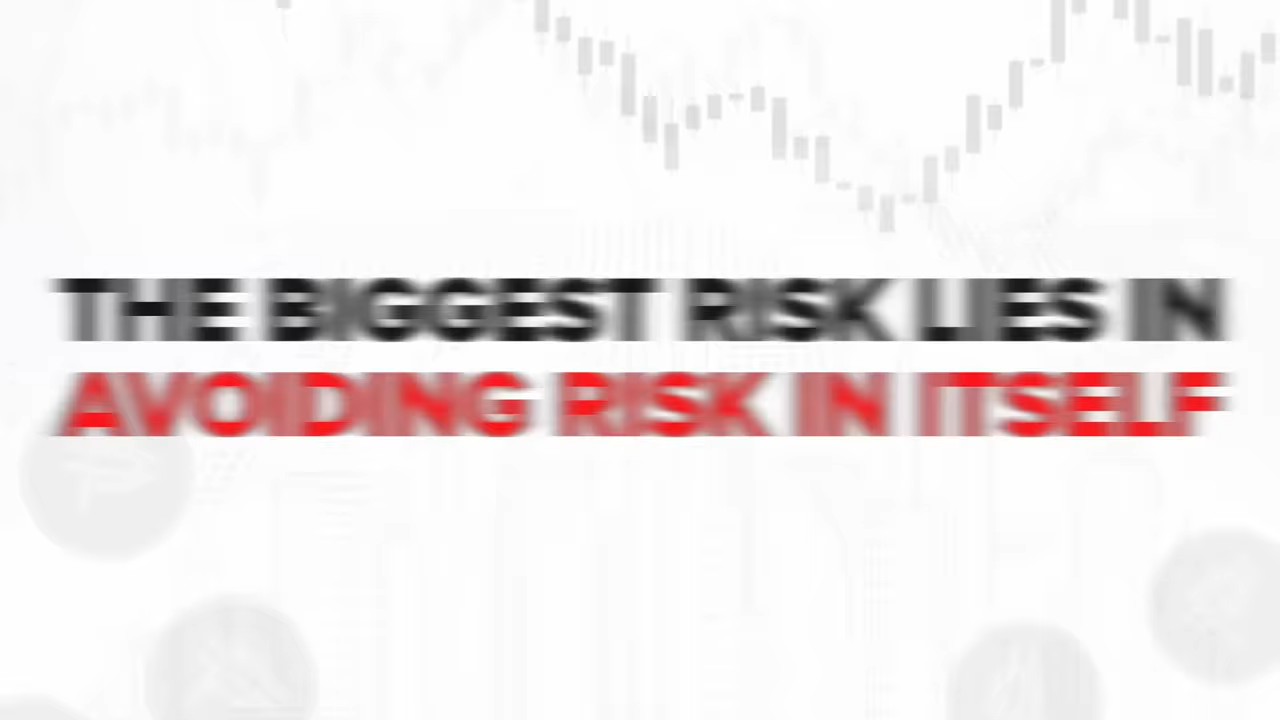 THE BIGGEST RISK LIES IN
AVOIDING RISK IN ITSELF